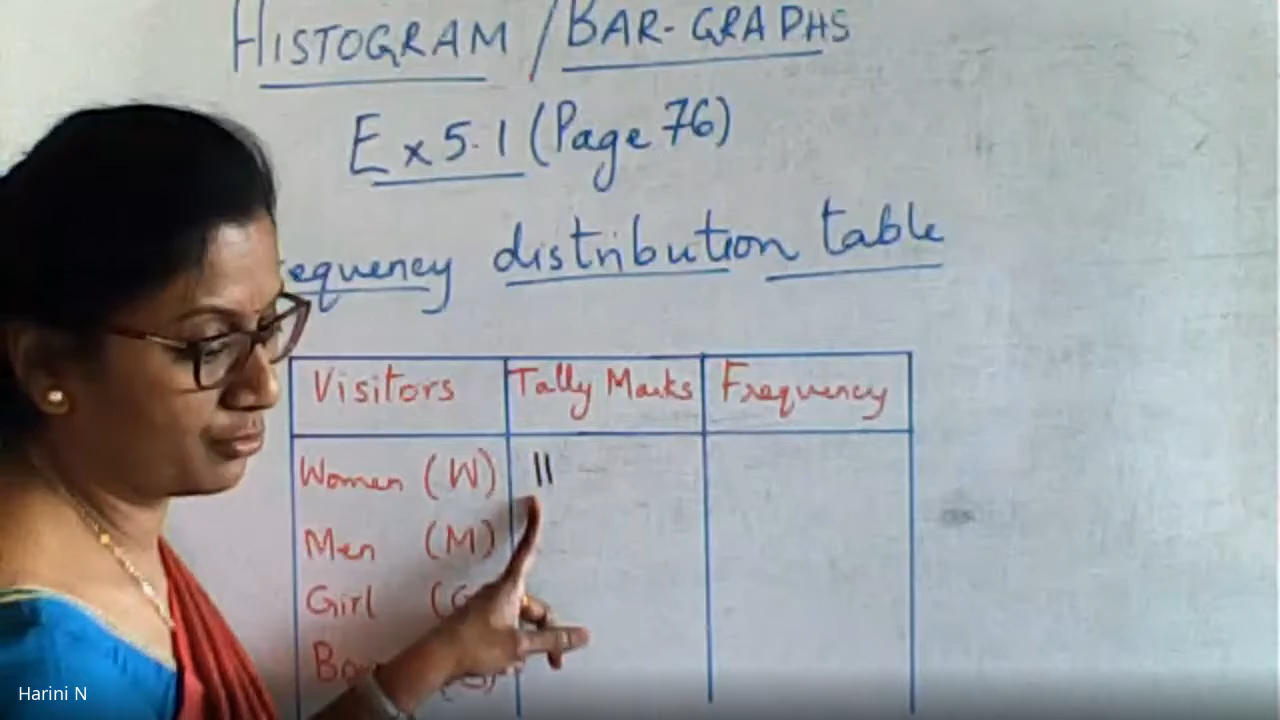 HISTOGRAM / BAR-GRAPHS
Ex 5.1 (Page 76)
equency distribution table
Visitors Tally Marks Frequency
Women (W) ||
Men (M)
Girl (G
Bo
Harini N